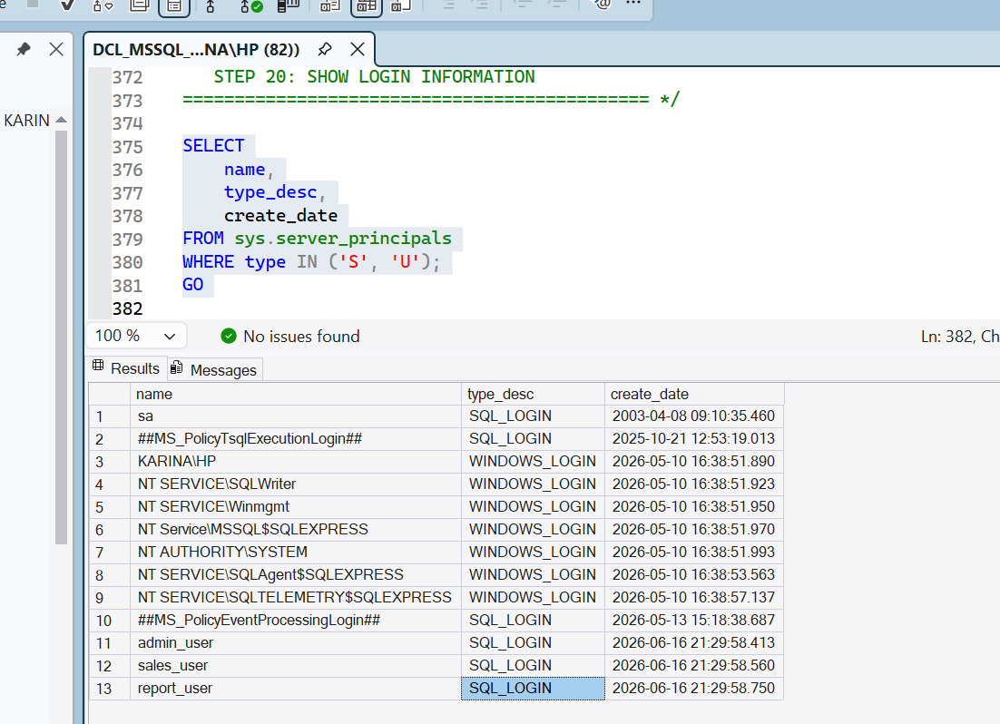 DCL_MSSQL_...NA\HP (82))
KARIN
372 STEP 20: SHOW LOGIN INFORMATION
373 ============================================= */
374
375 SELECT
376 name,
377 type_desc,
378 create_date
379 FROM sys.server_principals
380 WHERE type IN ('S', 'U');
381 GO
382
100 % No issues found Ln: 382, Ch
Results Messages
name type_desc create_date
1 sa SQL_LOGIN 2003-04-08 09:10:35.460
2 ##MS_PolicyTsqlExecutionLogin## SQL_LOGIN 2025-10-21 12:53:19.013
3 KARINA\HP WINDOWS_LOGIN 2026-05-10 16:38:51.890
4 NT SERVICE\SQLWriter WINDOWS_LOGIN 2026-05-10 16:38:51.923
5 NT SERVICE\Winmgmt WINDOWS_LOGIN 2026-05-10 16:38:51.950
6 NT Service\MSSQL$SQLEXPRESS WINDOWS_LOGIN 2026-05-10 16:38:51.970
7 NT AUTHORITY\SYSTEM WINDOWS_LOGIN 2026-05-10 16:38:51.993
8 NT SERVICE\SQLAgent$SQLEXPRESS WINDOWS_LOGIN 2026-05-10 16:38:53.563
9 NT SERVICE\SQLTELEMETRY$SQLEXPRESS WINDOWS_LOGIN 2026-05-10 16:38:57.137
10 ##MS_PolicyEventProcessingLogin## SQL_LOGIN 2026-05-13 15:18:38.687
11 admin_user SQL_LOGIN 2026-06-16 21:29:58.413
12 sales_user SQL_LOGIN 2026-06-16 21:29:58.560
13 report_user SQL_LOGIN 2026-06-16 21:29:58.750